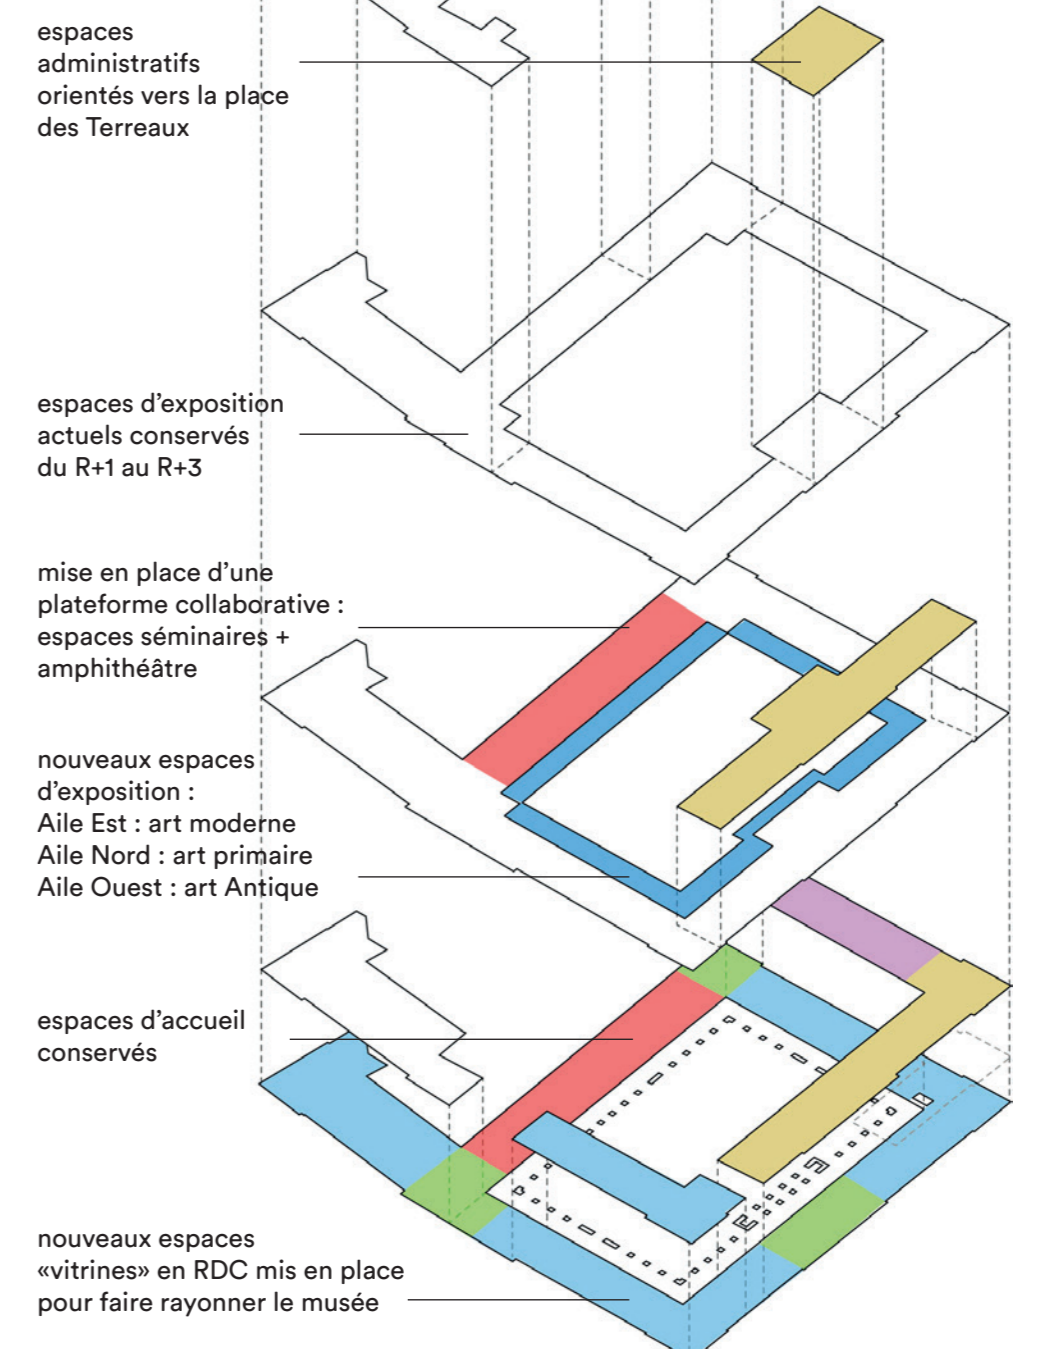 espaces
administratifs
orientés vers la place
des Terreaux
espaces d’exposition
actuels conservés
du R+1 au R+3
mise en place d’une
plateforme collaborative :
espaces séminaires +
amphithéâtre
nouveaux espaces
d’exposition :
Aile Est : art moderne
Aile Nord : art primaire
Aile Ouest : art Antique
espaces d’accueil
conservés
nouveaux espaces
«vitrines» en RDC mis en place
pour faire rayonner le musée